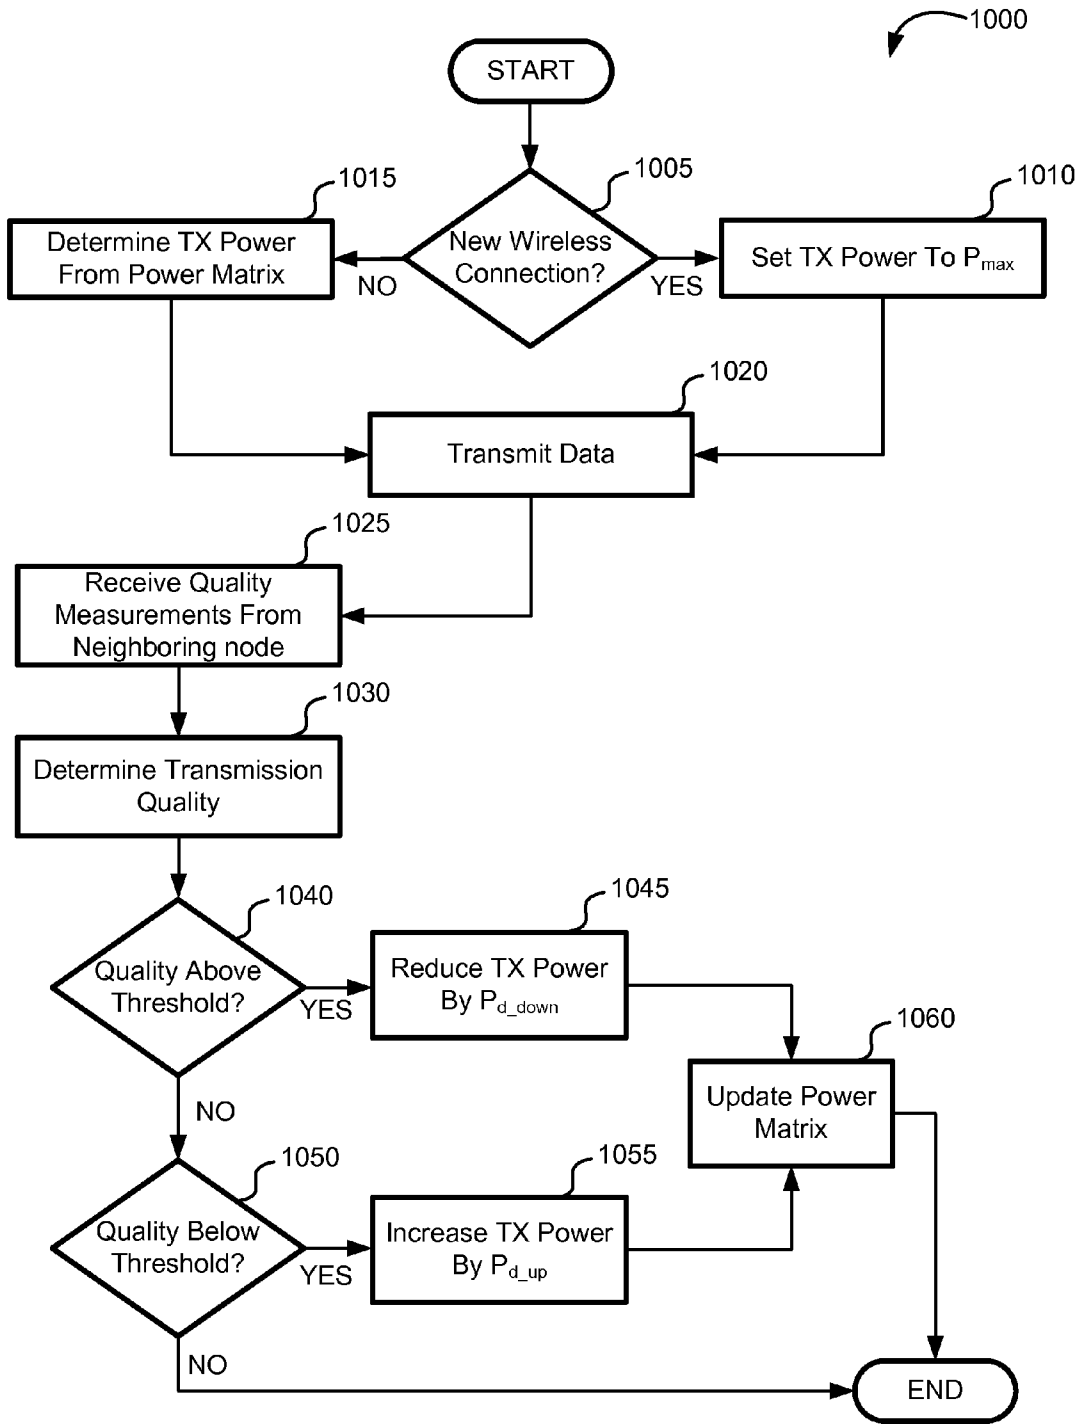 1000
START
1005
New Wireless
Connection?
NO
YES
1015
Determine TX Power
From Power Matrix
1010
Set TX Power To Pmax
1020
Transmit Data
1025
Receive Quality
Measurements From
Neighboring node
1030
Determine Transmission
Quality
1040
Quality Above
Threshold?
YES
NO
1045
Reduce TX Power
By Pd_down
1060
Update Power
Matrix
1050
Quality Below
Threshold?
YES
NO
1055
Increase TX Power
By Pd_up
END